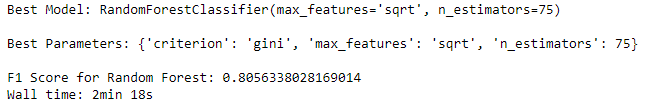 Best Model: RandomForestClassifier(max_features='sqrt', n_estimators=75)
Best Parameters: {'criterion': 'gini', 'max_features': 'sqrt', 'n_estimators': 75}
F1 Score for Random Forest: 0.8056338028169014
Wall time: 2min 18s